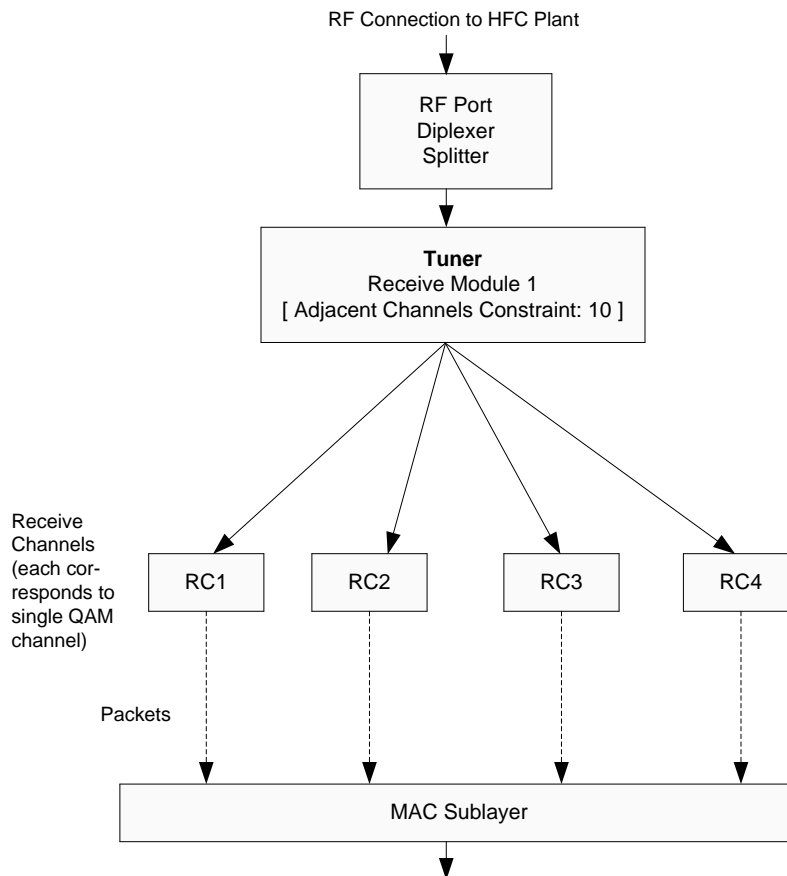 RF Connection to HFC Plant
RF Port
Diplexer
Splitter
Tuner
Receive Module 1
[ Adjacent Channels Constraint: 10 ]
Receive
Channels
(each cor-
responds to
single QAM
channel)
RC1
RC2
RC3
RC4
Packets
MAC Sublayer